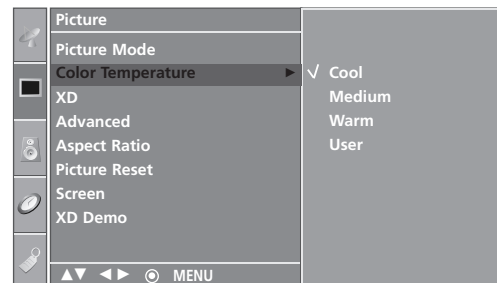 Picture
Picture Mode
Color Temperature ►
XD
Advanced
Aspect Ratio
Picture Reset
Screen
XD Demo
▲▼ ◄► ⊙ MENU
√ Cool
Medium
Warm
User